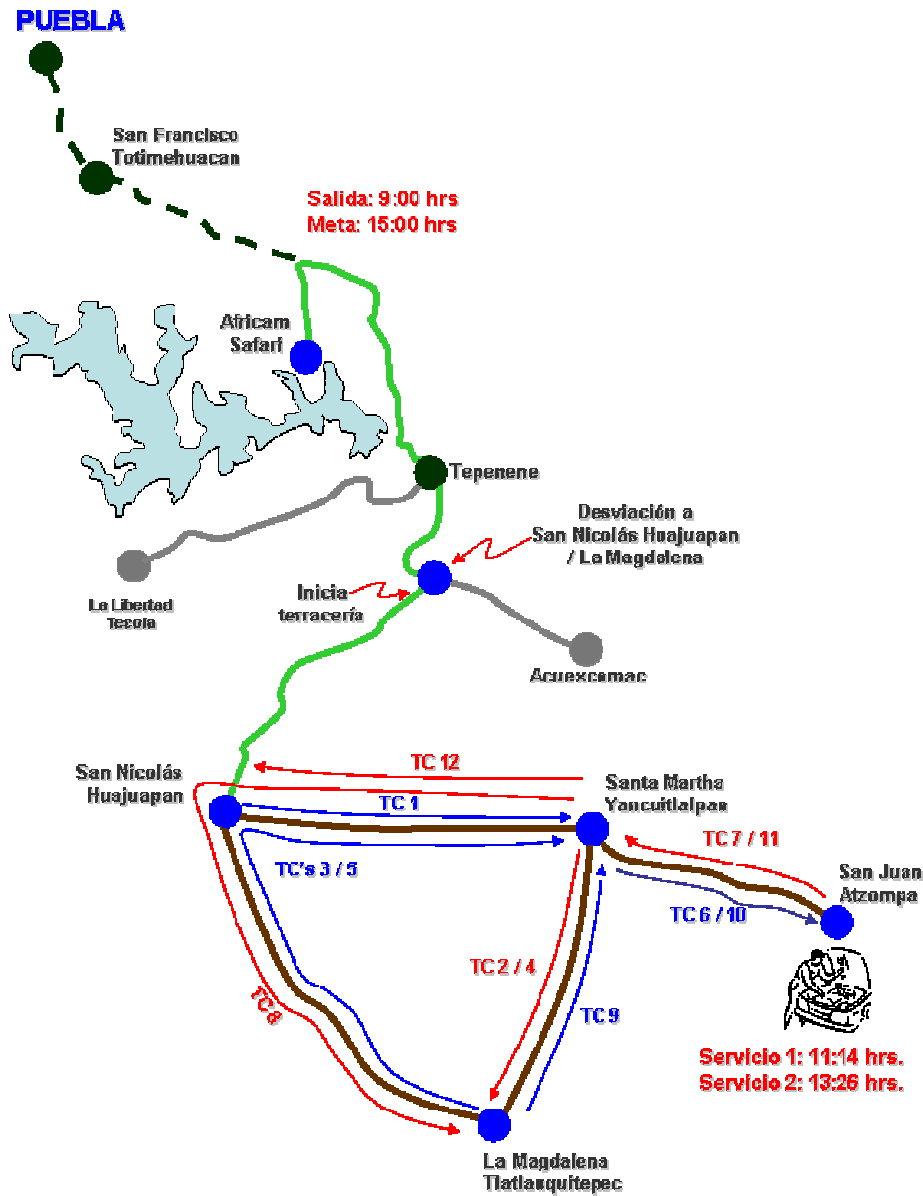 PUEBLA
San Francisco
Totimehuacan
Salida: 9:00 hrs
Meta: 15:00 hrs
Africam
Safari
Tepenene
Desviación a
San Nicolás Huajuapan
/ La Magdalena
Inicia
terracería
La Libertad
Tecola
Acuexcomac
San Nicolás
Huajuapan
TC 12
Santa Martha
Yancuitlalpan
TC 1
TC 7 / 11
TC's 3 / 5
San Juan
Atzompa
TC 6 / 10
TC 2 / 4
TC8
TC 9
Servicio 1: 11:14 hrs.
Servicio 2: 13:26 hrs.
La Magdalena
Tlatlauquitepec